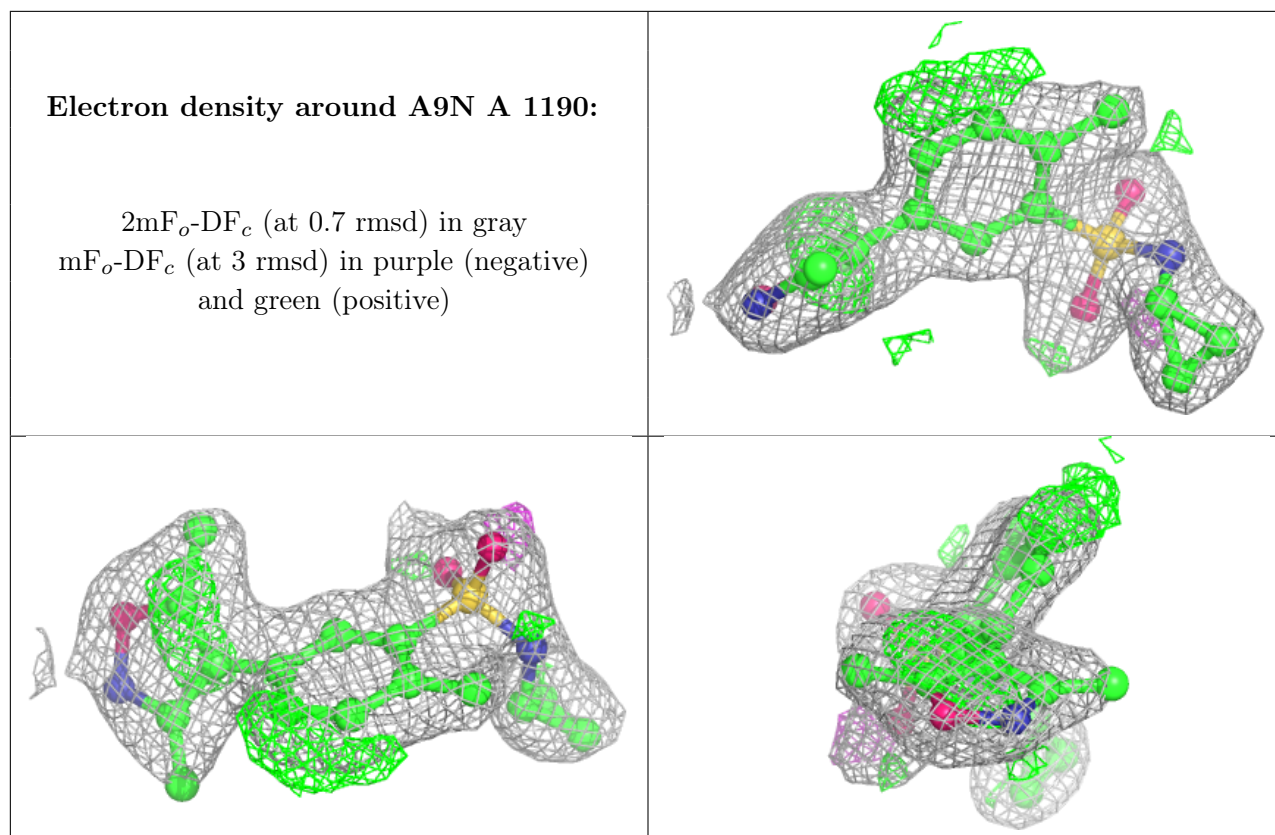 Electron density around A9N A 1190:
2mFo-DFc (at 0.7 rmsd) in gray
mFo-DFc (at 3 rmsd) in purple (negative)
and green (positive)